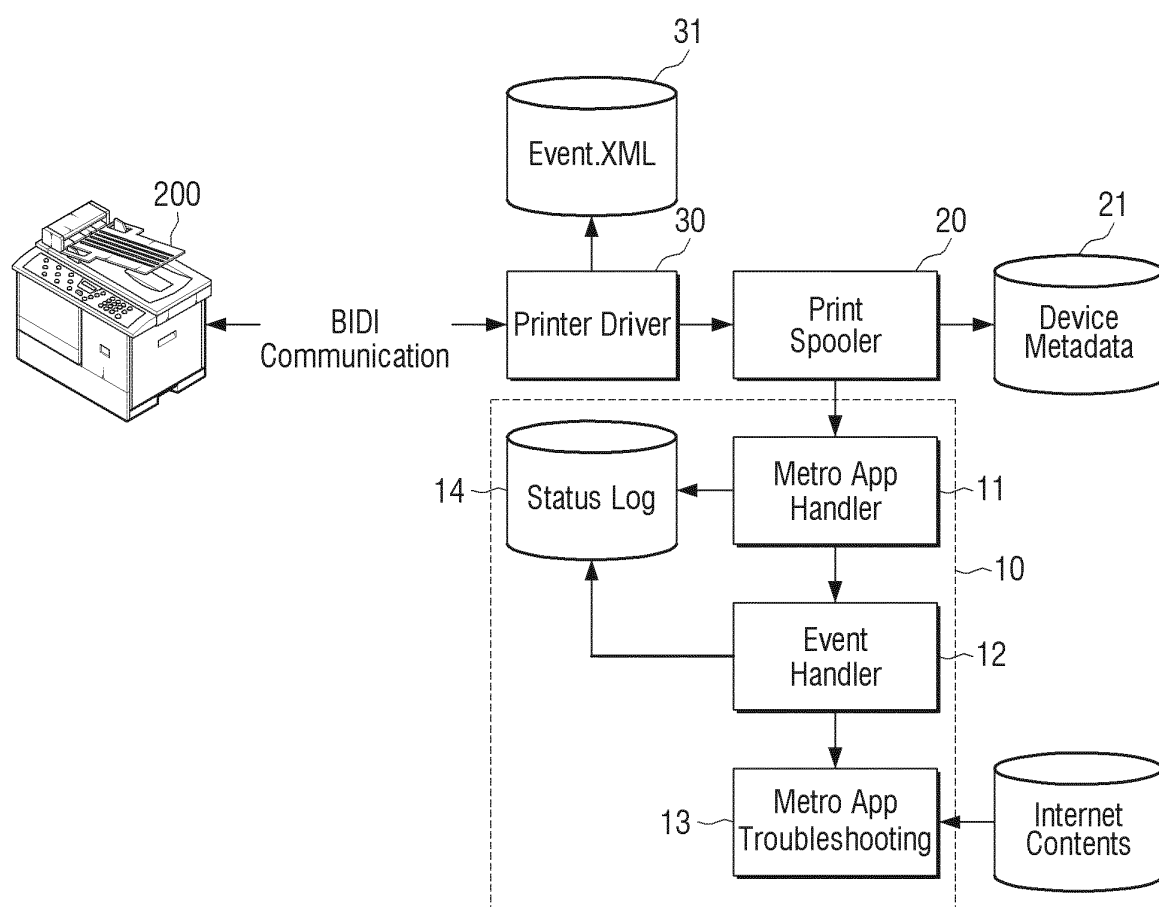 31
Event.XML
200
30
20
21
BIDI
Communication
Printer Driver
Print
Spooler
Device
Metadata
14
Status Log
Metro App
Handler
11
10
Event
Handler
12
13
Metro App
Troubleshooting
Internet
Contents